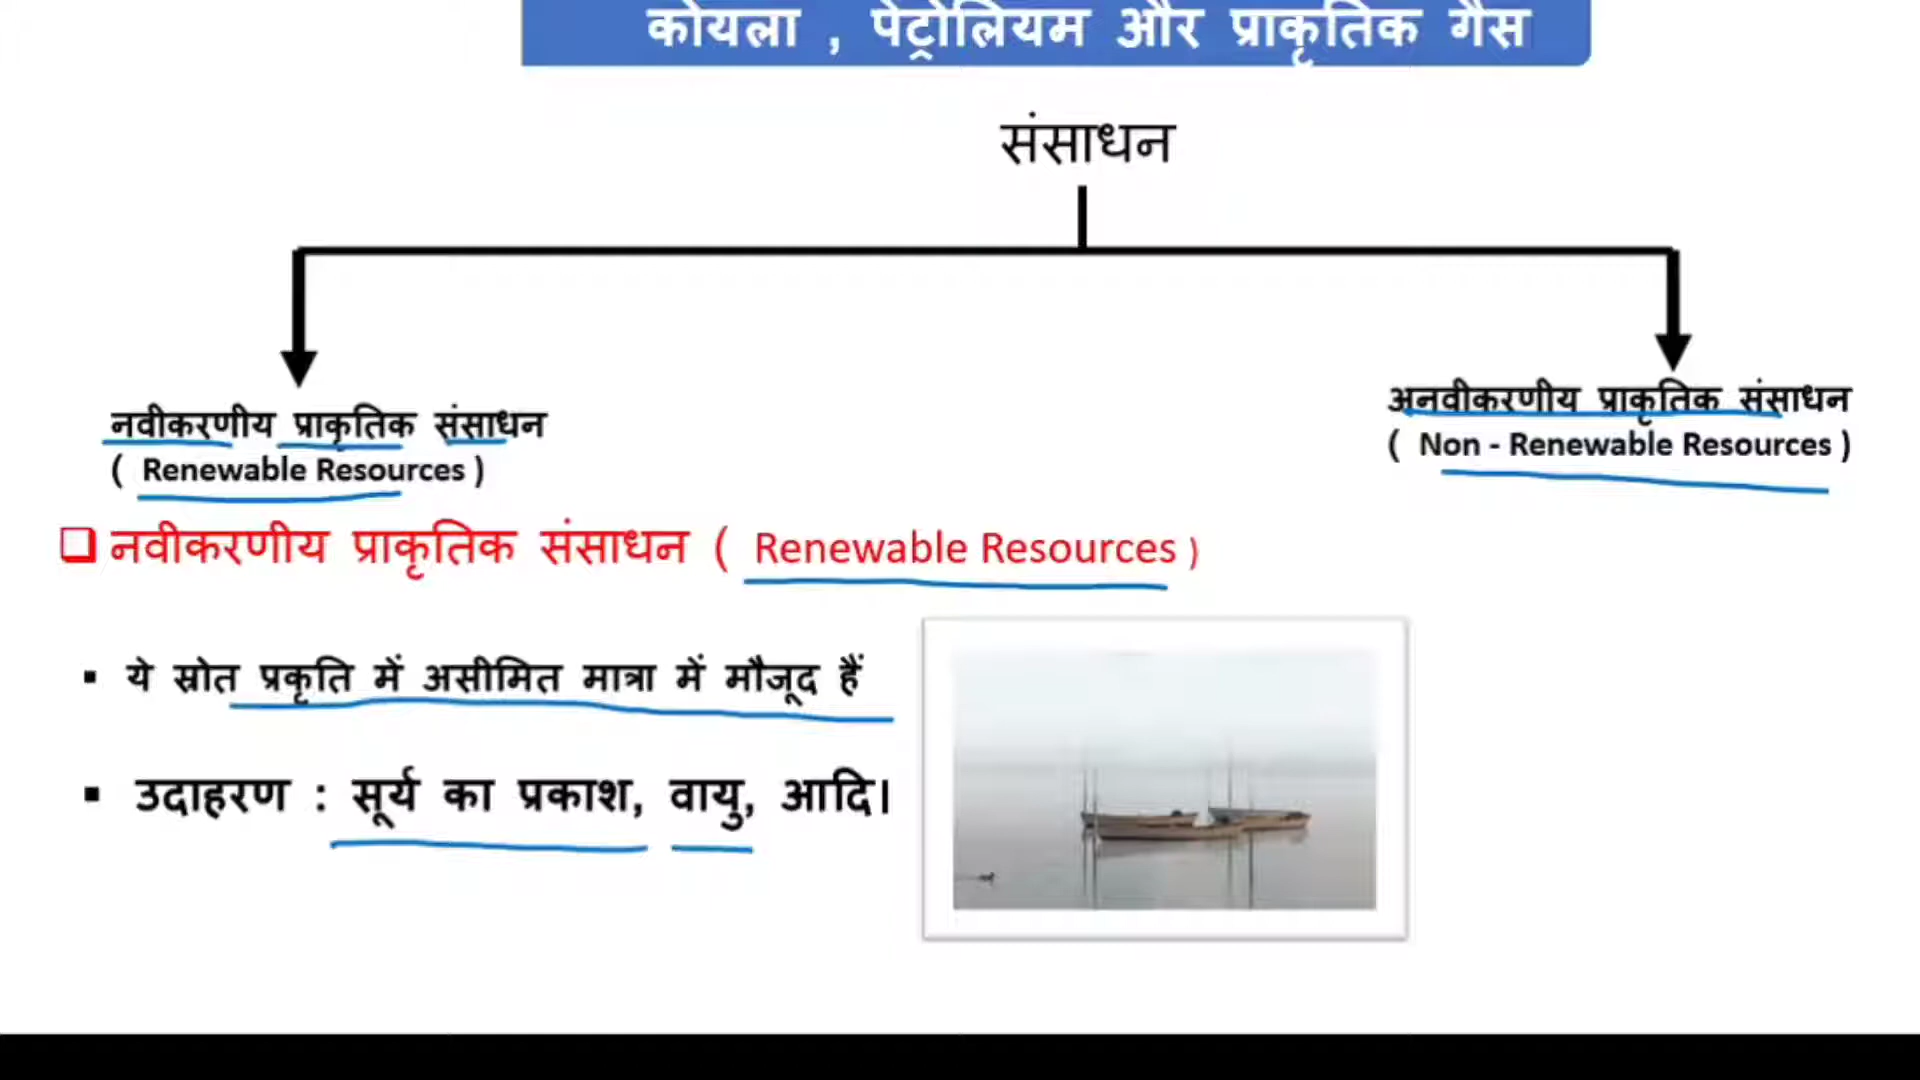 कोयला , पेट्रोलियम और प्राकृतिक गैस
संसाधन
नवीकरणीय प्राकृतिक संसाधन
( Renewable Resources )
अनवीकरणीय प्राकृतिक संसाधन
( Non - Renewable Resources )
नवीकरणीय प्राकृतिक संसाधन ( Renewable Resources )
▪ ये स्रोत प्रकृति में असीमित मात्रा में मौजूद हैं
▪ उदाहरण : सूर्य का प्रकाश, वायु, आदि।